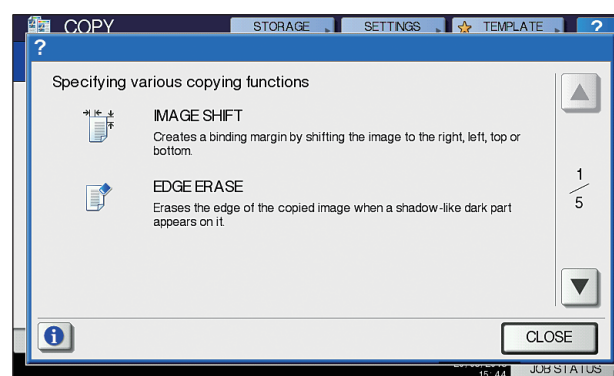 COPY STORAGE SETTINGS TEMPLATE ?
?
Specifying various copying functions
IMAGE SHIFT
Creates a binding margin by shifting the image to the right, left, top or
bottom.
EDGE ERASE
Erases the edge of the copied image when a shadow-like dark part
appears on it.
1
5
i
CLOSE
15:44 JOB STATUS